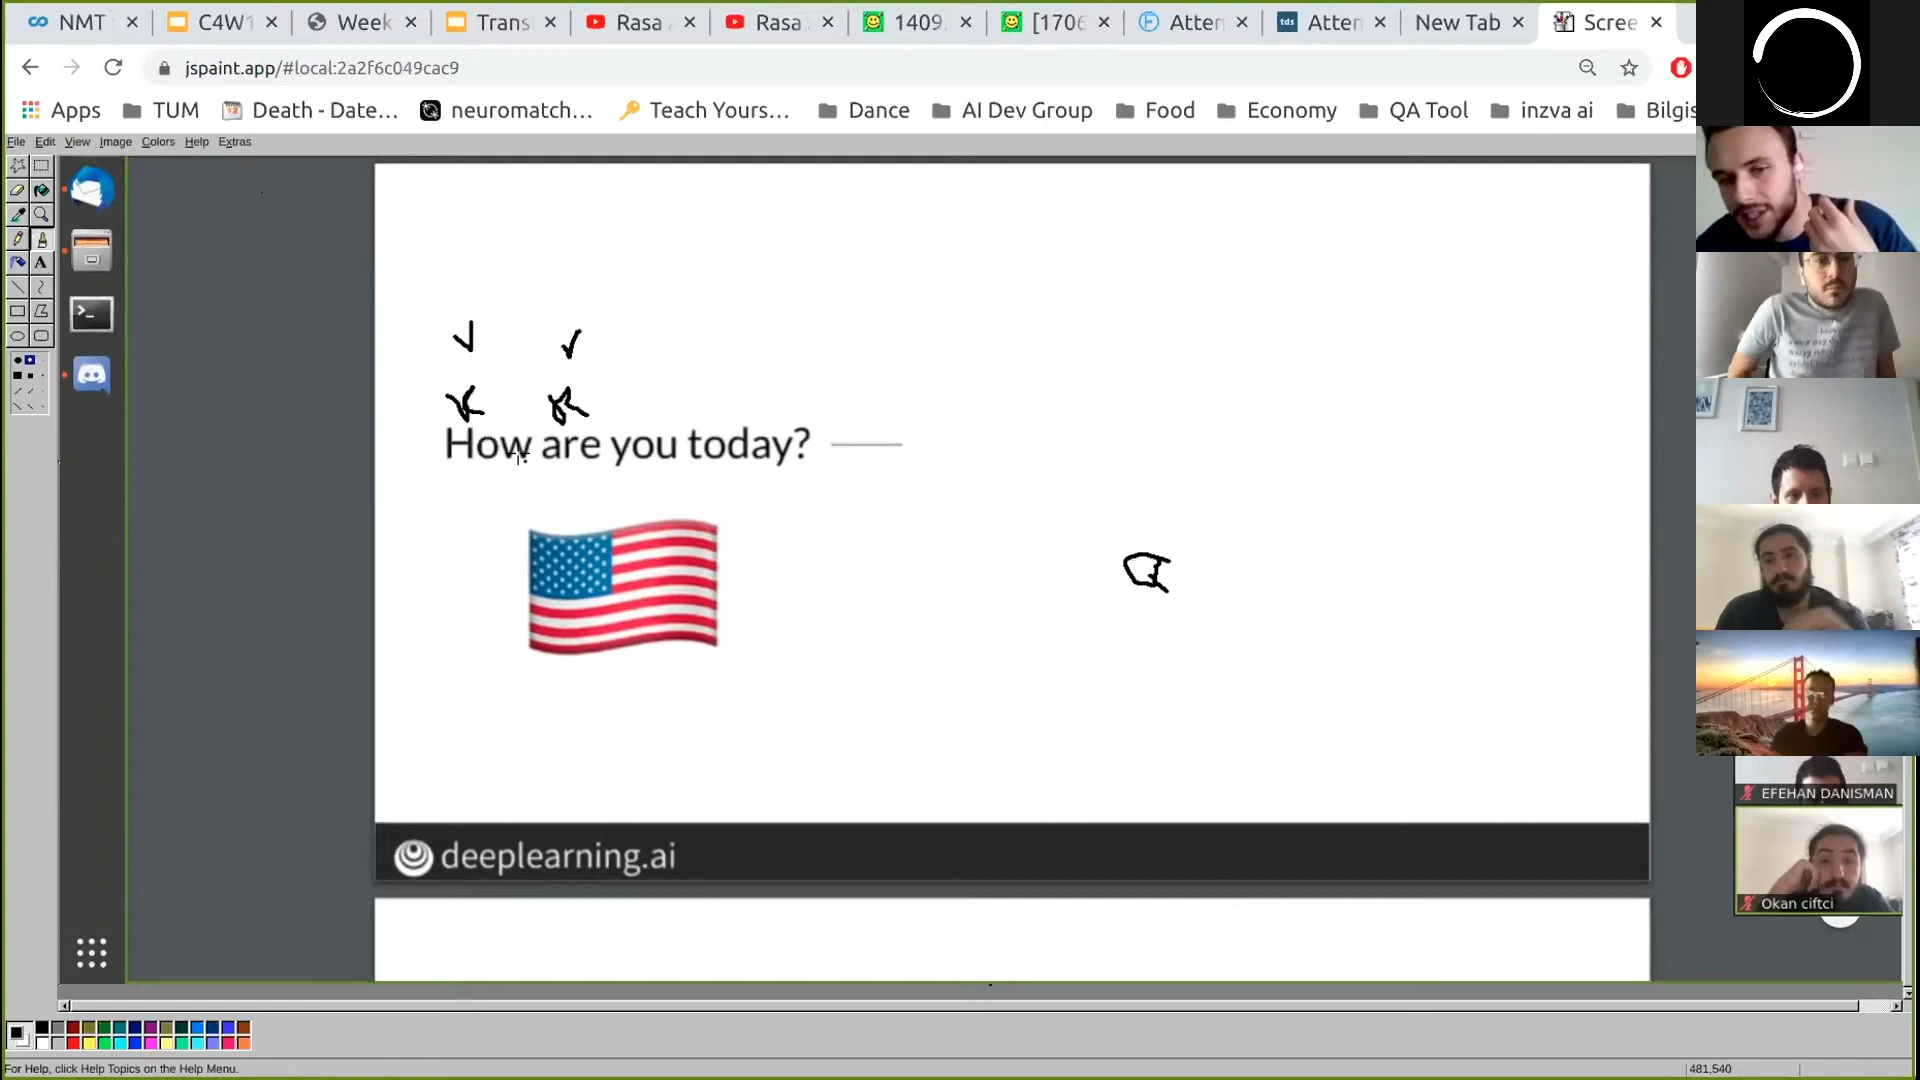 NMT
C4W1
Week
Trans
Rasa
Rasa
1409.
[1706
Atten
tds
Atten
New Tab
Scree
jspaint.app/#local:2a2f6c049cac9
Apps
TUM
Death - Date...
neuromatch...
Teach Yours...
Dance
AI Dev Group
Food
Economy
QA Tool
inzva ai
Bilgis
File Edit View Image Colors Help Extras
A
V V
K K
How are you today?
Q
deeplearning.ai
EFEHAN DANISMAN
Okan ciftci
For Help, click Help Topics on the Help Menu.
481,540